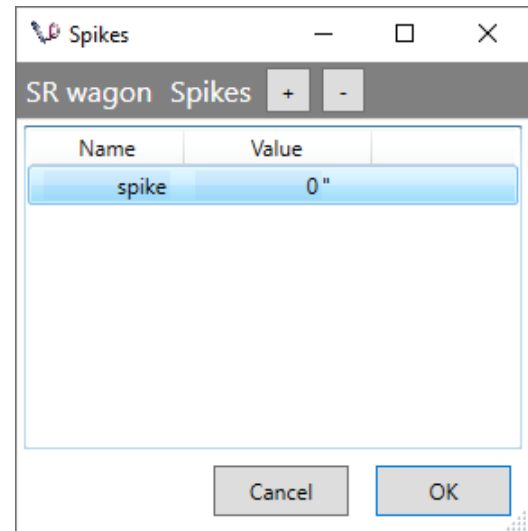 Spikes
SR wagon Spikes + -
Name Value
spike 0 "
Cancel OK